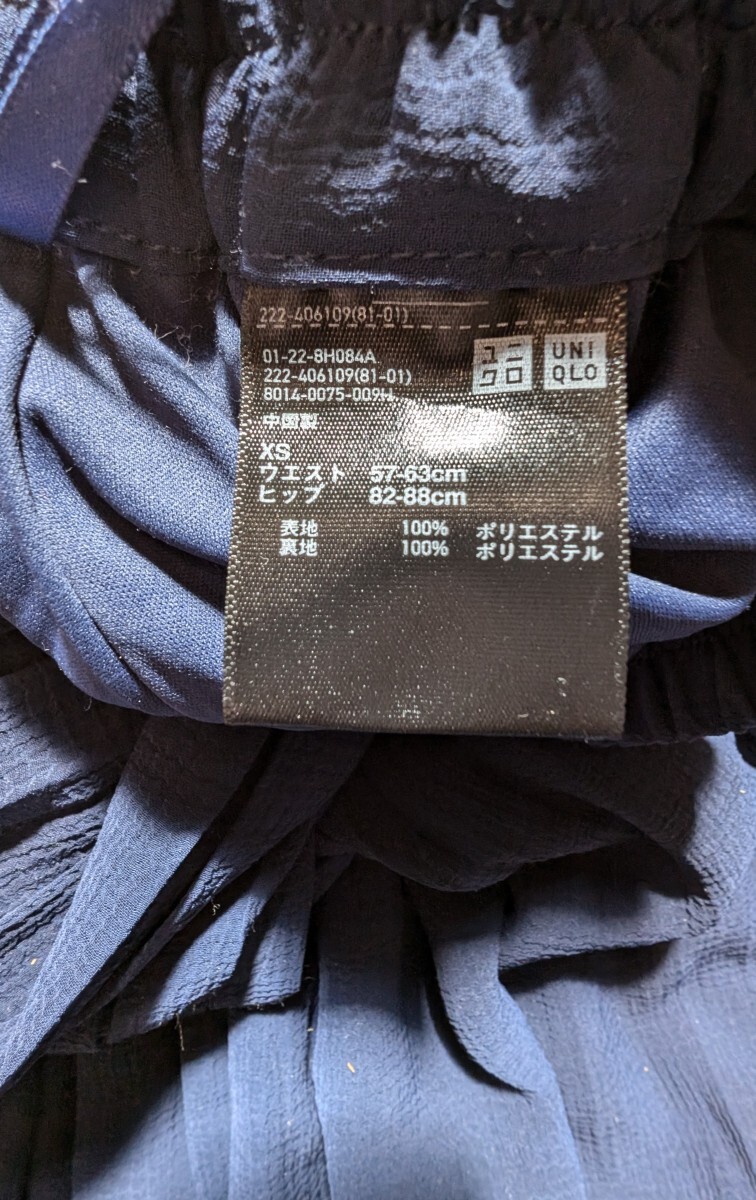 222-406109(81-01)
01-22-8H084A
222-406109(81-01)
8014-0075-009H
ユニ
クロ
UNI
QLO
中国製
XS
ウエスト 57-63cm
ヒップ 82-88cm
表地 100% ポリエステル
裏地 100% ポリエステル